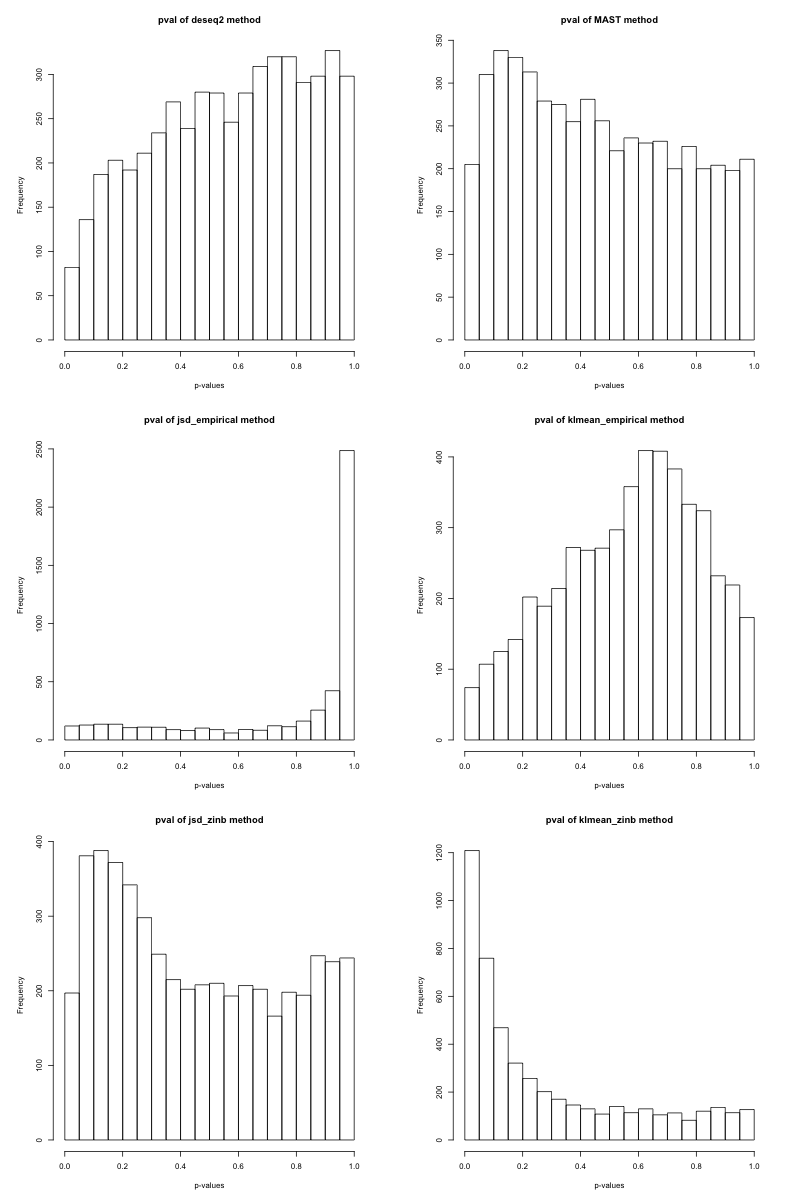 pval of deseq2 method
Frequency
0 50 100 150 200 250 300
0.0 0.2 0.4 0.6 0.8 1.0
p-values
pval of MAST method
Frequency
0 50 100 150 200 250 300 350
0.0 0.2 0.4 0.6 0.8 1.0
p-values
pval of jsd_empirical method
Frequency
0 500 1000 1500 2000 2500
0.0 0.2 0.4 0.6 0.8 1.0
p-values
pval of klmean_empirical method
Frequency
0 100 200 300 400
0.0 0.2 0.4 0.6 0.8 1.0
p-values
pval of jsd_zinb method
Frequency
0 100 200 300 400
0.0 0.2 0.4 0.6 0.8 1.0
p-values
pval of klmean_zinb method
Frequency
0 200 400 600 800 1000 1200
0.0 0.2 0.4 0.6 0.8 1.0
p-values